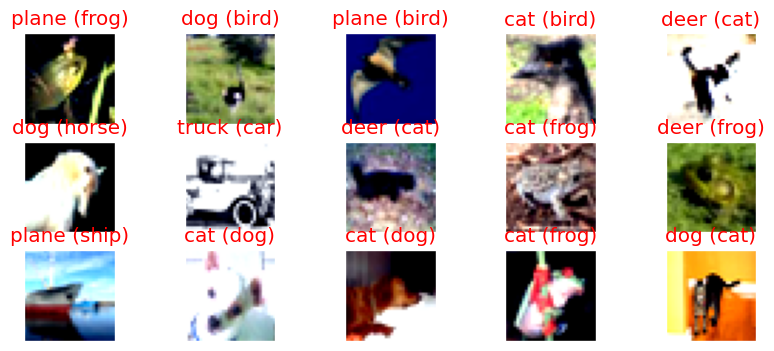 plane (frog) dog (bird) plane (bird) cat (bird) deer (cat)
dog (horse) truck (car) deer (cat) cat (frog) deer (frog)
plane (ship) cat (dog) cat (dog) cat (frog) dog (cat)